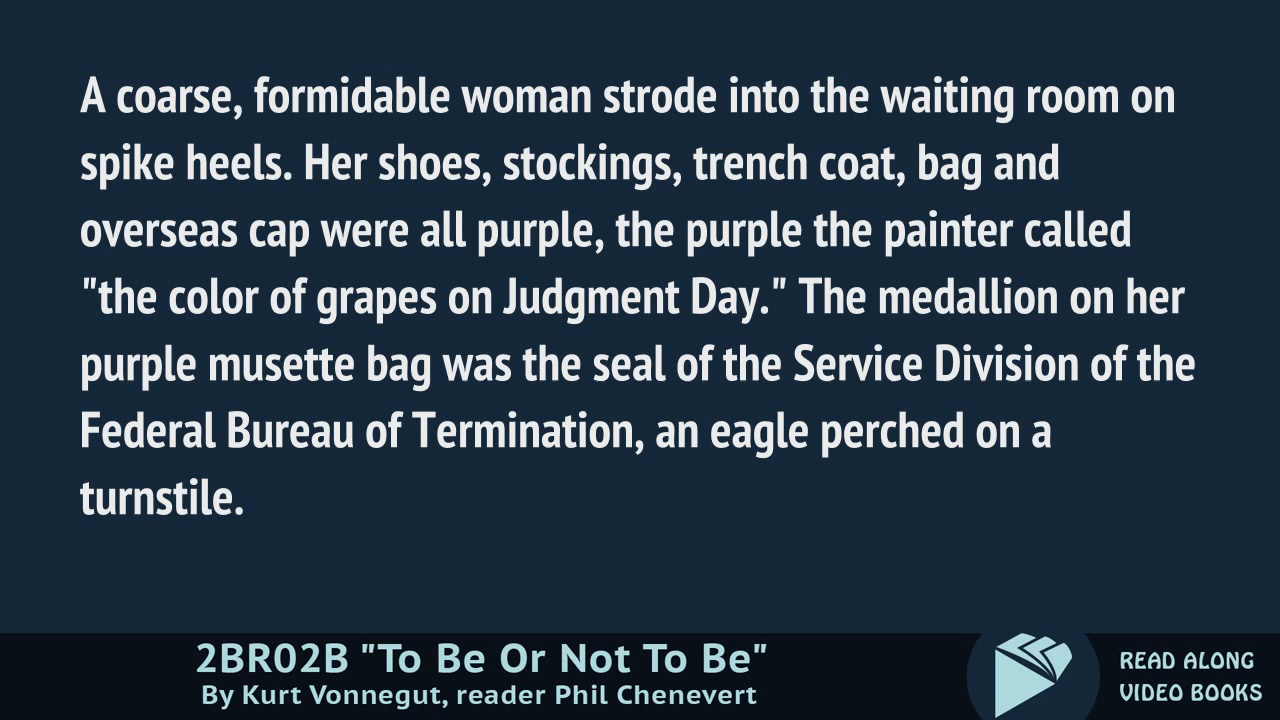 A coarse, formidable woman strode into the waiting room on
spike heels. Her shoes, stockings, trench coat, bag and
overseas cap were all purple, the purple the painter called
"the color of grapes on Judgment Day." The medallion on her
purple musette bag was the seal of the Service Division of the
Federal Bureau of Termination, an eagle perched on a
turnstile.
2BR02B "To Be Or Not To Be"
By Kurt Vonnegut, reader Phil Chenevert
READ ALONG
VIDEO BOOKS